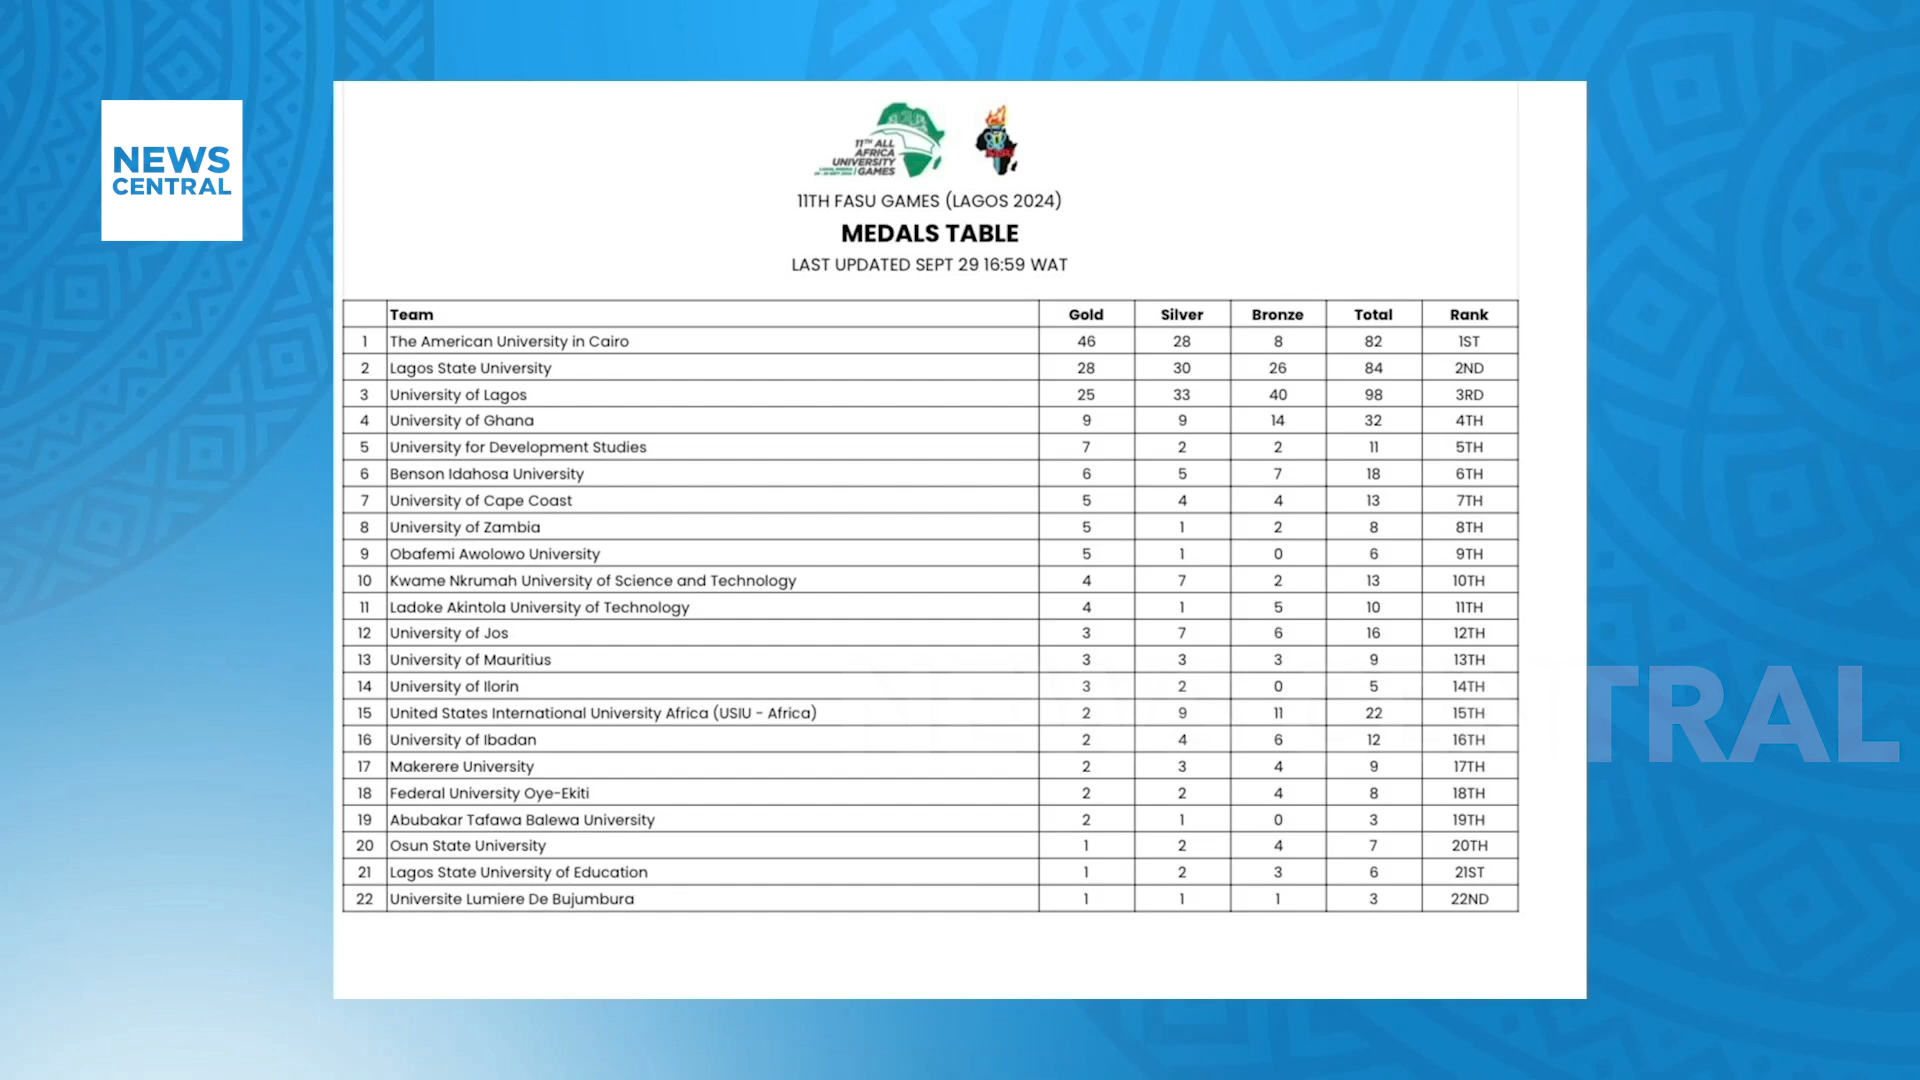 NEWS
CENTRAL
11TH ALL
AFRICA
UNIVERSITY
GAMES
11TH FASU GAMES (LAGOS 2024)
MEDALS TABLE
LAST UPDATED SEPT 29 16:59 WAT
Team Gold Silver Bronze Total Rank
1 The American University in Cairo 46 28 8 82 1ST
2 Lagos State University 28 30 26 84 2ND
3 University of Lagos 25 33 40 98 3RD
4 University of Ghana 9 9 14 32 4TH
5 University for Development Studies 7 2 2 11 5TH
6 Benson Idahosa University 6 5 7 18 6TH
7 University of Cape Coast 5 4 4 13 7TH
8 University of Zambia 5 1 2 8 8TH
9 Obafemi Awolowo University 5 1 0 6 9TH
10 Kwame Nkrumah University of Science and Technology 4 7 2 13 10TH
11 Ladoke Akintola University of Technology 4 1 5 10 11TH
12 University of Jos 3 7 6 16 12TH
13 University of Mauritius 3 3 3 9 13TH
14 University of Ilorin 3 2 0 5 14TH
15 United States International University Africa (USIU - Africa) 2 9 11 22 15TH
16 University of Ibadan 2 4 6 12 16TH
17 Makerere University 2 3 4 9 17TH
18 Federal University Oye-Ekiti 2 2 4 8 18TH
19 Abubakar Tafawa Balewa University 2 1 0 3 19TH
20 Osun State University 1 2 4 7 20TH
21 Lagos State University of Education 1 2 3 6 21ST
22 Universite Lumiere De Bujumbura 1 1 1 3 22ND
NEWS CENTRAL